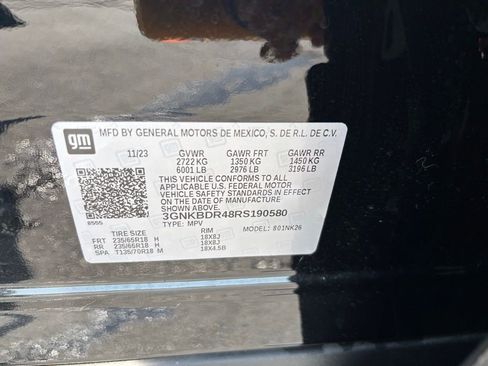 gm
MFD BY GENERAL MOTORS DE MEXICO, S. DE R.L. DE C.V.
11/23 GVWR GAWR FRT GAWR RR
2722 KG 1350 KG 1450 KG
6001 LB 2976 LB 3196 LB
THIS VEHICLE CONFORMS TO ALL
APPLICABLE U.S. FEDERAL MOTOR
VEHICLE SAFETY STANDARDS IN EFFECT
ON THE DATE OF MANUFACTURE
SHOWN ABOVE.
3GNKBDR48RS190580
TYPE: MPV MODEL: 801NK26
TIRE SIZE RIM
FRT 235/65R18 H 18X8J
RR 235/65R18 H 18X8J
SPA T135/70R18 M 18X4.5B